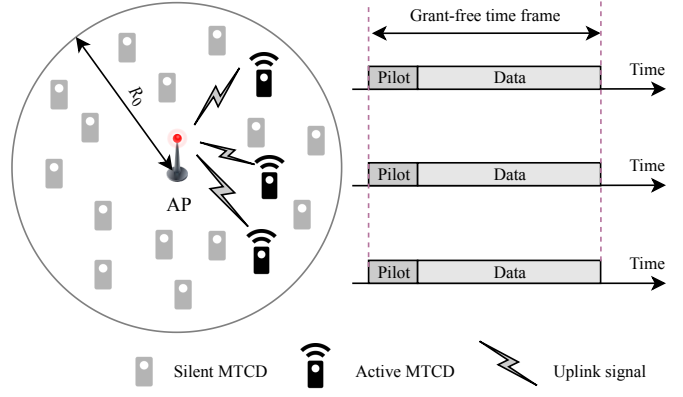 Grant-free time frame
R0
AP
Pilot Data Time
Pilot Data Time
Pilot Data Time
Silent MTCD Active MTCD Uplink signal